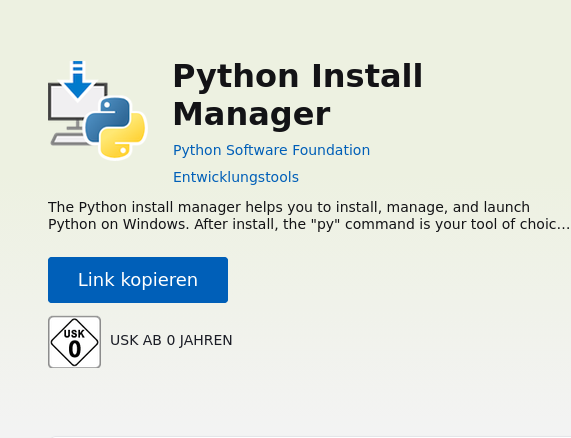 Python Install
Manager
Python Software Foundation
Entwicklungstools
The Python install manager helps you to install, manage, and launch
Python on Windows. After install, the "py" command is your tool of choic...
Link kopieren
USK
0
USK AB 0 JAHREN